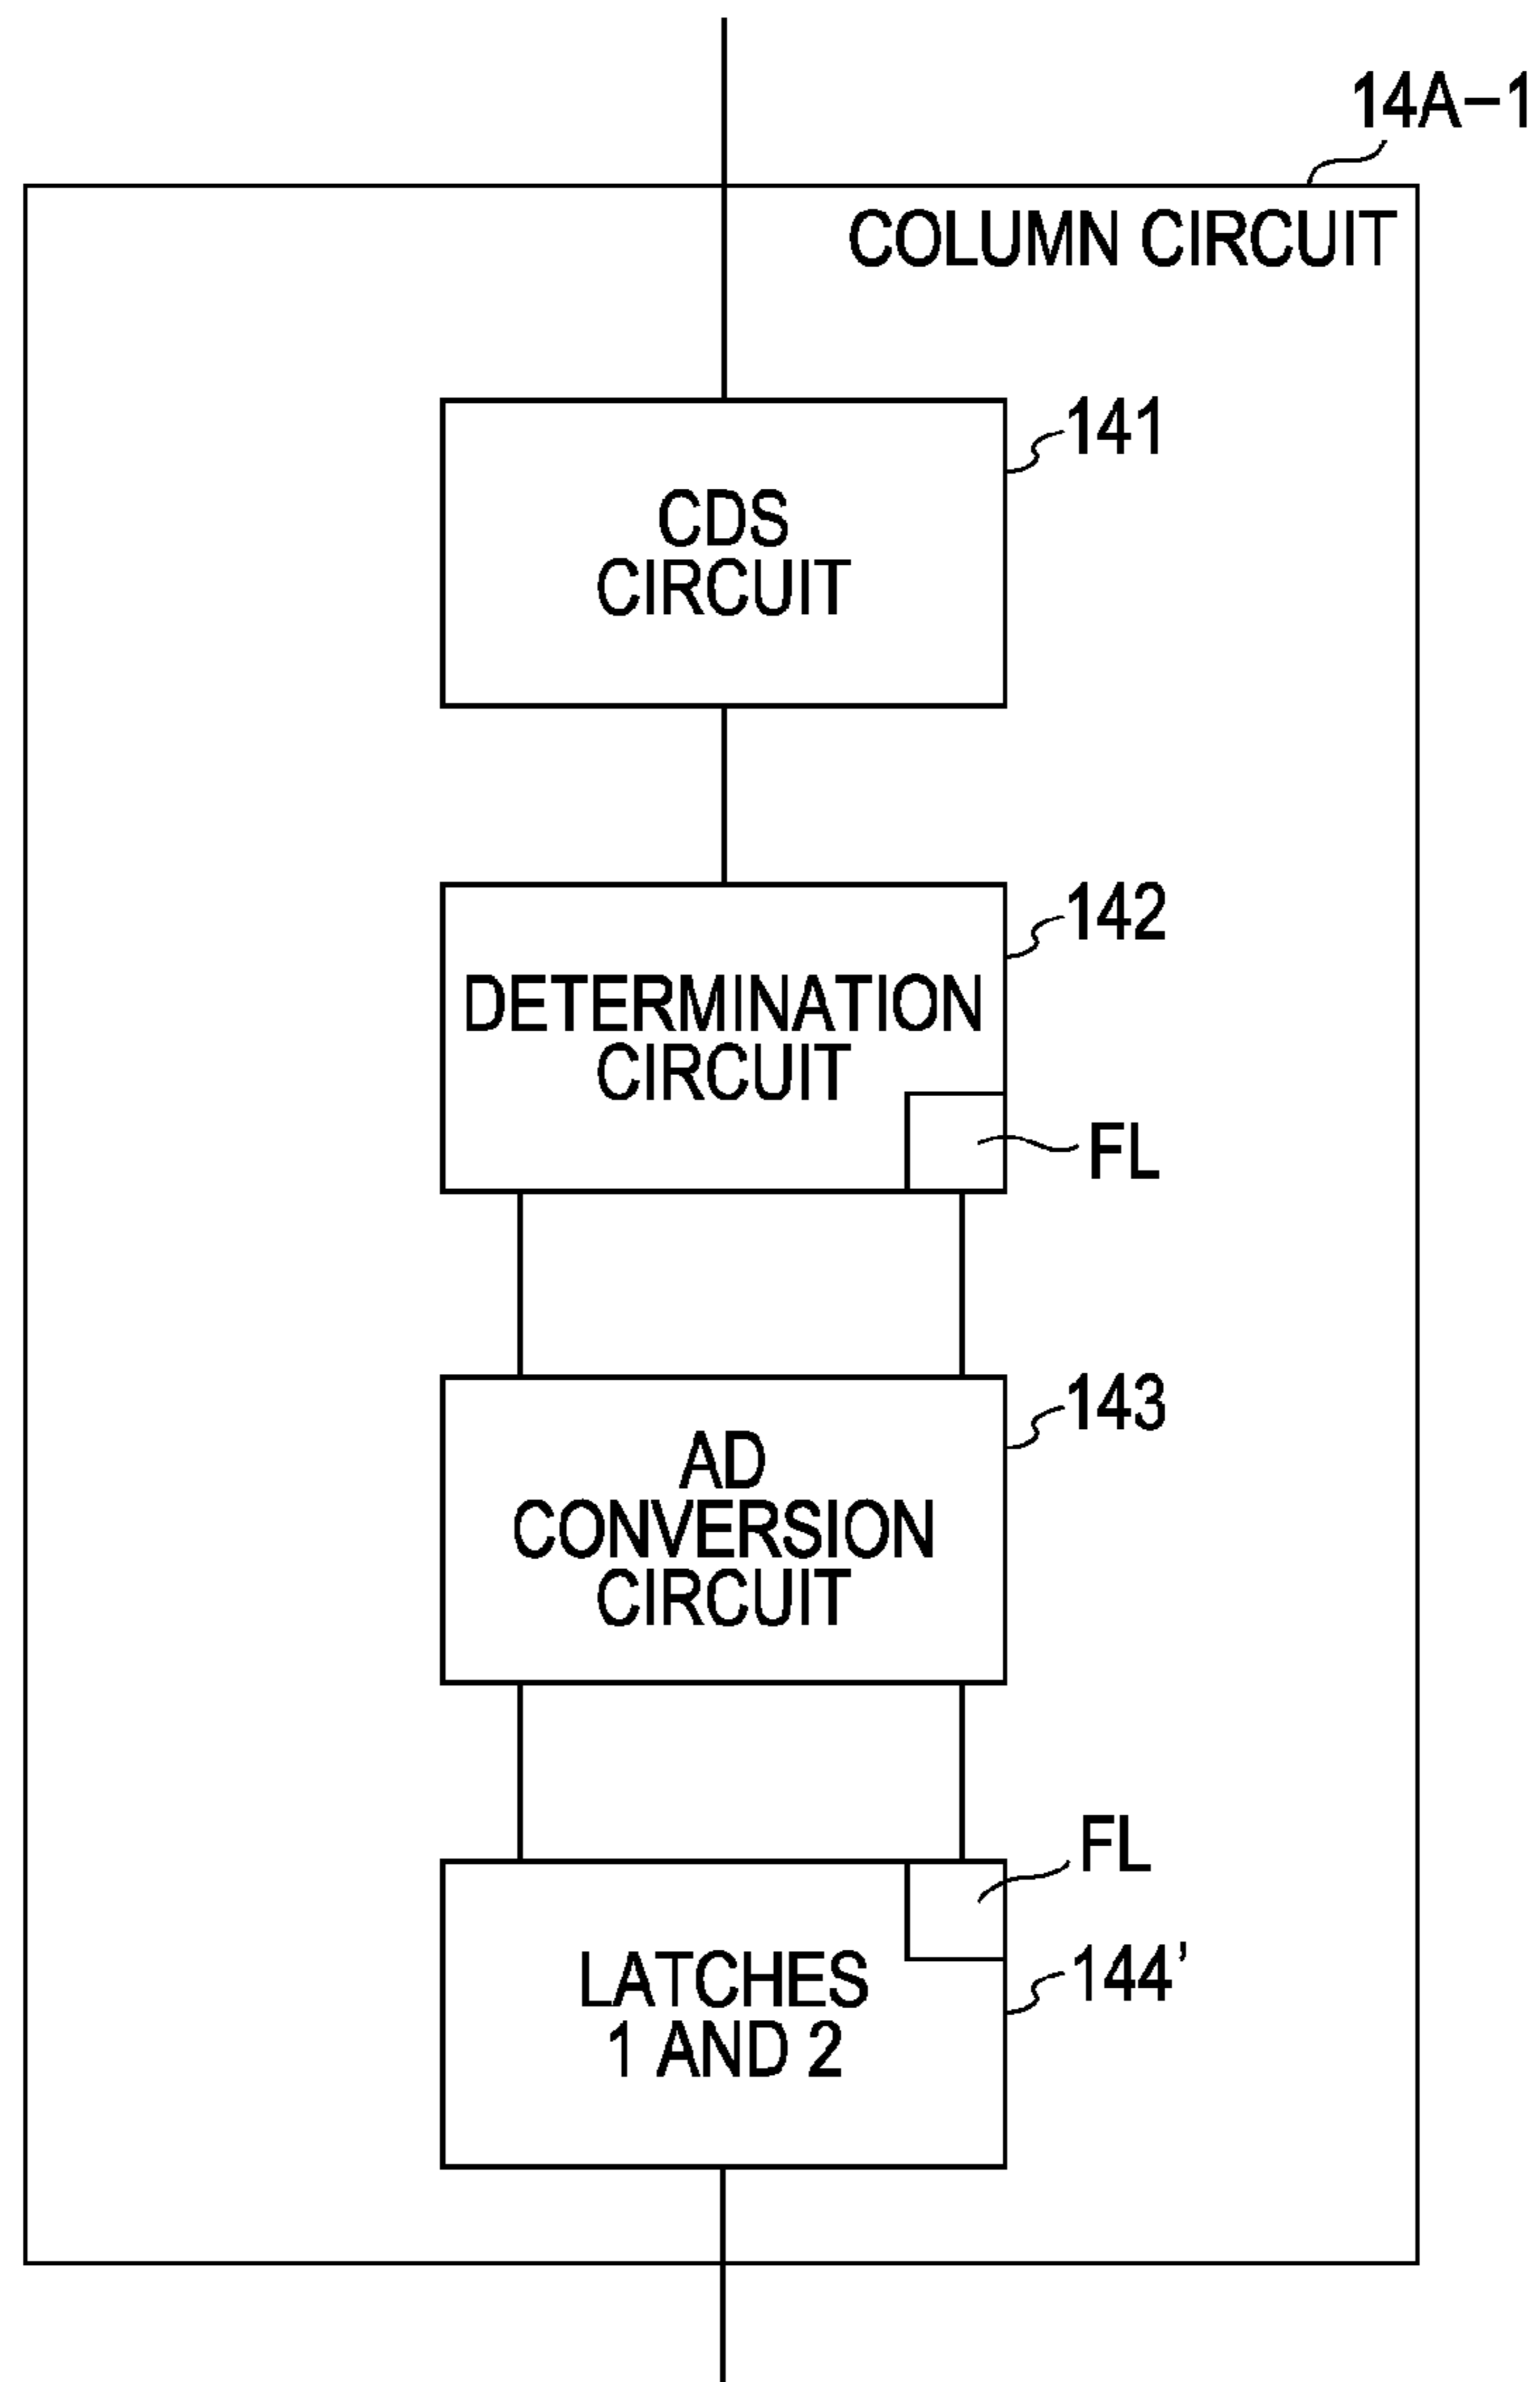 14A-1
COLUMN CIRCUIT
141
CDS
CIRCUIT
142
DETERMINATION
CIRCUIT
FL
143
AD
CONVERSION
CIRCUIT
FL
144'
LATCHES
1 AND 2